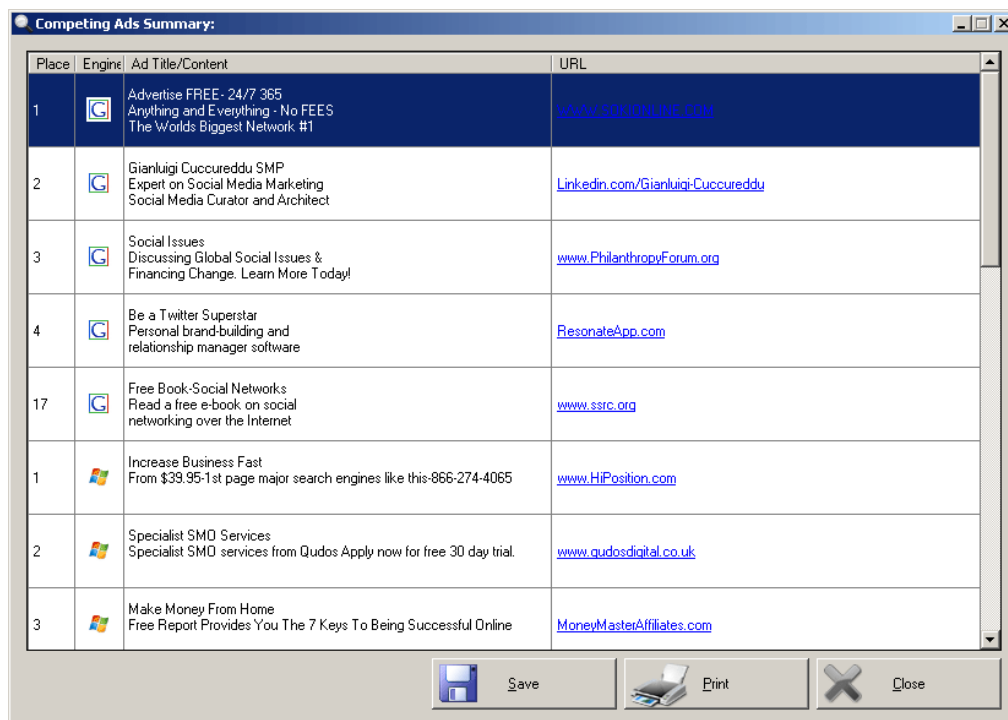 Competing Ads Summary:
Place Engine Ad Title/Content URL
1
Advertise FREE- 24/7 365
Anything and Everything - No FEES
The Worlds Biggest Network #1
WWW.SOKIONLINE.COM
2
Gianluigi Cuccureddu SMP
Expert on Social Media Marketing
Social Media Curator and Architect
Linkedin.com/Gianluigi-Cuccureddu
3
Social Issues
Discussing Global Social Issues &
Financing Change. Learn More Today!
www.PhilanthropyForum.org
4
Be a Twitter Superstar
Personal brand-building and
relationship manager software
ResonateApp.com
17
Free Book-Social Networks
Read a free e-book on social
networking over the Internet
www.ssrc.org
1
Increase Business Fast
From $39.95-1st page major search engines like this-866-274-4065
www.HiPosition.com
2
Specialist SMO Services
Specialist SMO services from Qudos Apply now for free 30 day trial.
www.qudosdigital.co.uk
3
Make Money From Home
Free Report Provides You The 7 Keys To Being Successful Online
MoneyMasterAffiliates.com
Save Print Close